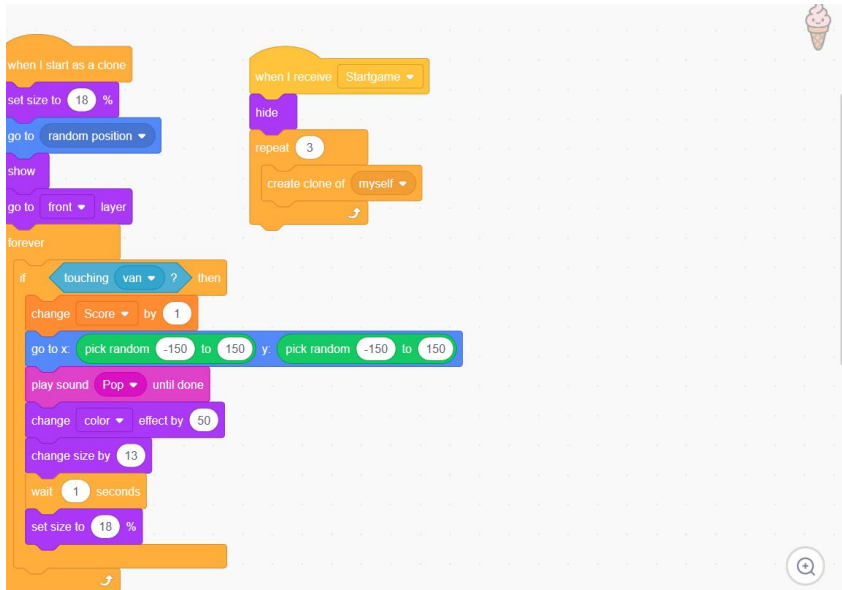 when I start as a clone
set size to 18 %
go to random position
show
go to front layer
forever
if touching van ? then
change Score by 1
go to x: pick random -150 to 150 y: pick random -150 to 150
play sound Pop until done
change color effect by 50
change size by 13
wait 1 seconds
set size to 18 %
when I receive Startgame
hide
repeat 3
create clone of myself